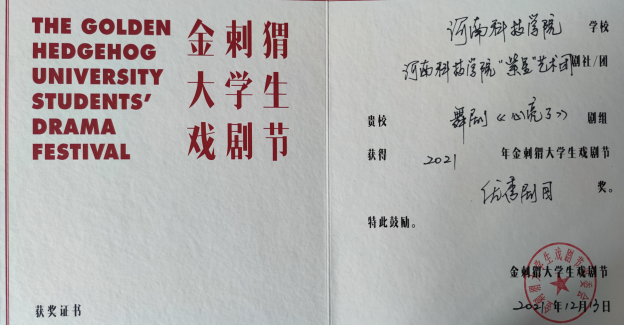 THE GOLDEN
HEDGEHOG
UNIVERSITY
STUDENTS'
DRAMA
FESTIVAL
金刺猬
大学生
戏剧节
获奖证书
河南科技学院 学校
河南科技学院“紫星”艺术团剧社/团
贵校 舞剧《心亮了》 剧组
获得 2021 年金刺猬大学生戏剧节
优秀剧目 奖。
特此鼓励。
金刺猬大学生戏剧节
2021年12月13日